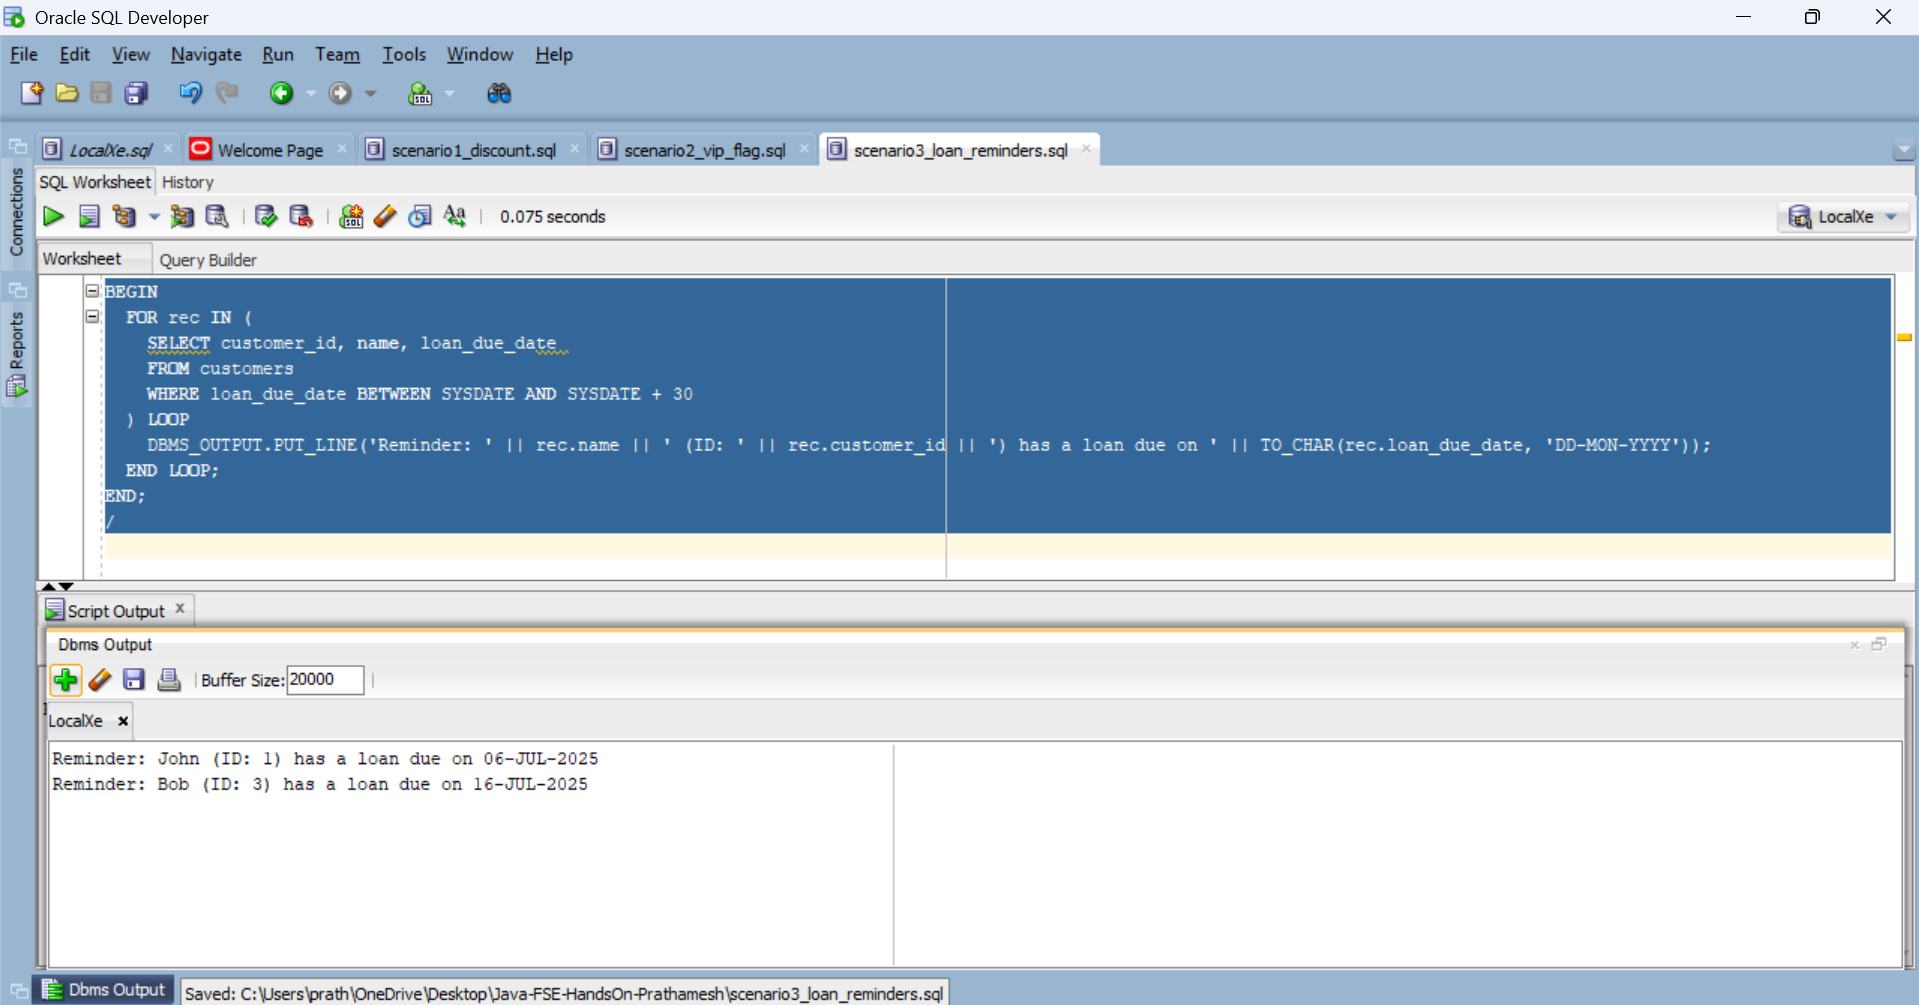 Oracle SQL Developer
File Edit View Navigate Run Team Tools Window Help
LocalXe.sql Welcome Page scenario1_discount.sql scenario2_vip_flag.sql scenario3_loan_reminders.sql
SQL Worksheet History
0.075 seconds LocalXe
Worksheet Query Builder
Connections
Reports
BEGIN
FOR rec IN (
SELECT customer_id, name, loan_due_date
FROM customers
WHERE loan_due_date BETWEEN SYSDATE AND SYSDATE + 30
) LOOP
DBMS_OUTPUT.PUT_LINE('Reminder: ' || rec.name || ' (ID: ' || rec.customer_id || ') has a loan due on ' || TO_CHAR(rec.loan_due_date, 'DD-MON-YYYY'));
END LOOP;
END;
/
Script Output
Dbms Output
Buffer Size: 20000
LocalXe
Reminder: John (ID: 1) has a loan due on 06-JUL-2025
Reminder: Bob (ID: 3) has a loan due on 16-JUL-2025
Dbms Output Saved: C:\Users\prath\OneDrive\Desktop\Java-FSE-HandsOn-Prathamesh\scenario3_loan_reminders.sql